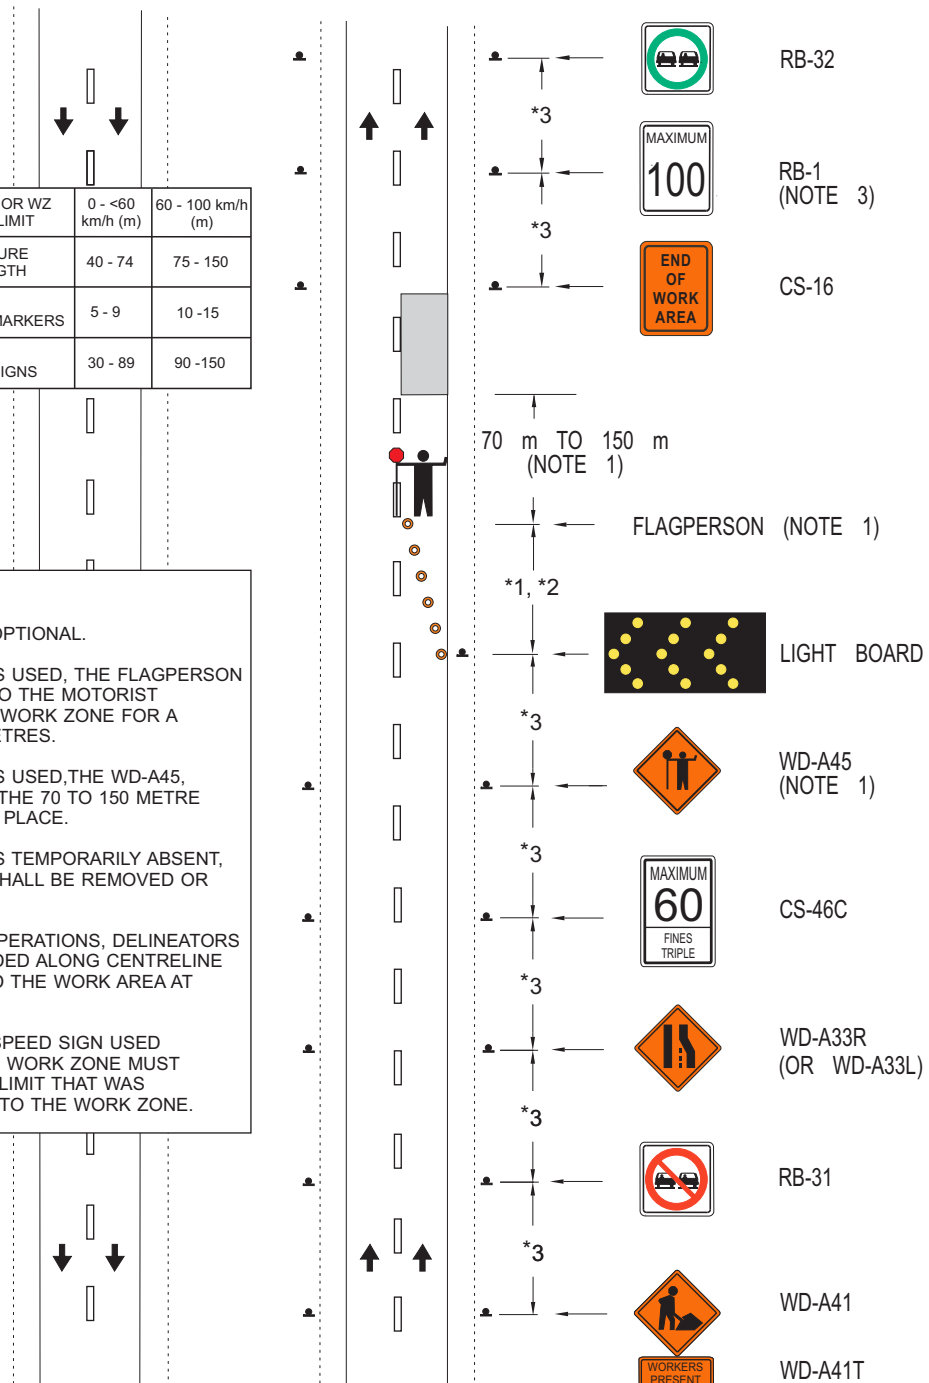 RB-32
*3
MAXIMUM
100
RB-1
(NOTE 3)
*3
END
OF
WORK
AREA
CS-16
OR WZ
LIMIT
0 - <60
km/h (m)
60 - 100 km/h
(m)
URE
GTH
40 - 74
75 - 150
MARKERS
5 - 9
10 -15
IGNS
30 - 89
90 -150
70 m TO 150 m
(NOTE 1)
FLAGPERSON (NOTE 1)
*1, *2
LIGHT BOARD
*3
WD-A45
(NOTE 1)
*3
MAXIMUM
60
FINES
TRIPLE
CS-46C
*3
WD-A33R
(OR WD-A33L)
*3
RB-31
*3
WD-A41
WORKERS
PRESENT
WD-A41T
OPTIONAL.
S USED, THE FLAGPERSON
O THE MOTORIST
WORK ZONE FOR A
ETRES.
S USED,THE WD-A45,
THE 70 TO 150 METRE
PLACE.
S TEMPORARILY ABSENT,
HALL BE REMOVED OR
PERATIONS, DELINEATORS
DED ALONG CENTRELINE
O THE WORK AREA AT
SPEED SIGN USED
WORK ZONE MUST
LIMIT THAT WAS
TO THE WORK ZONE.